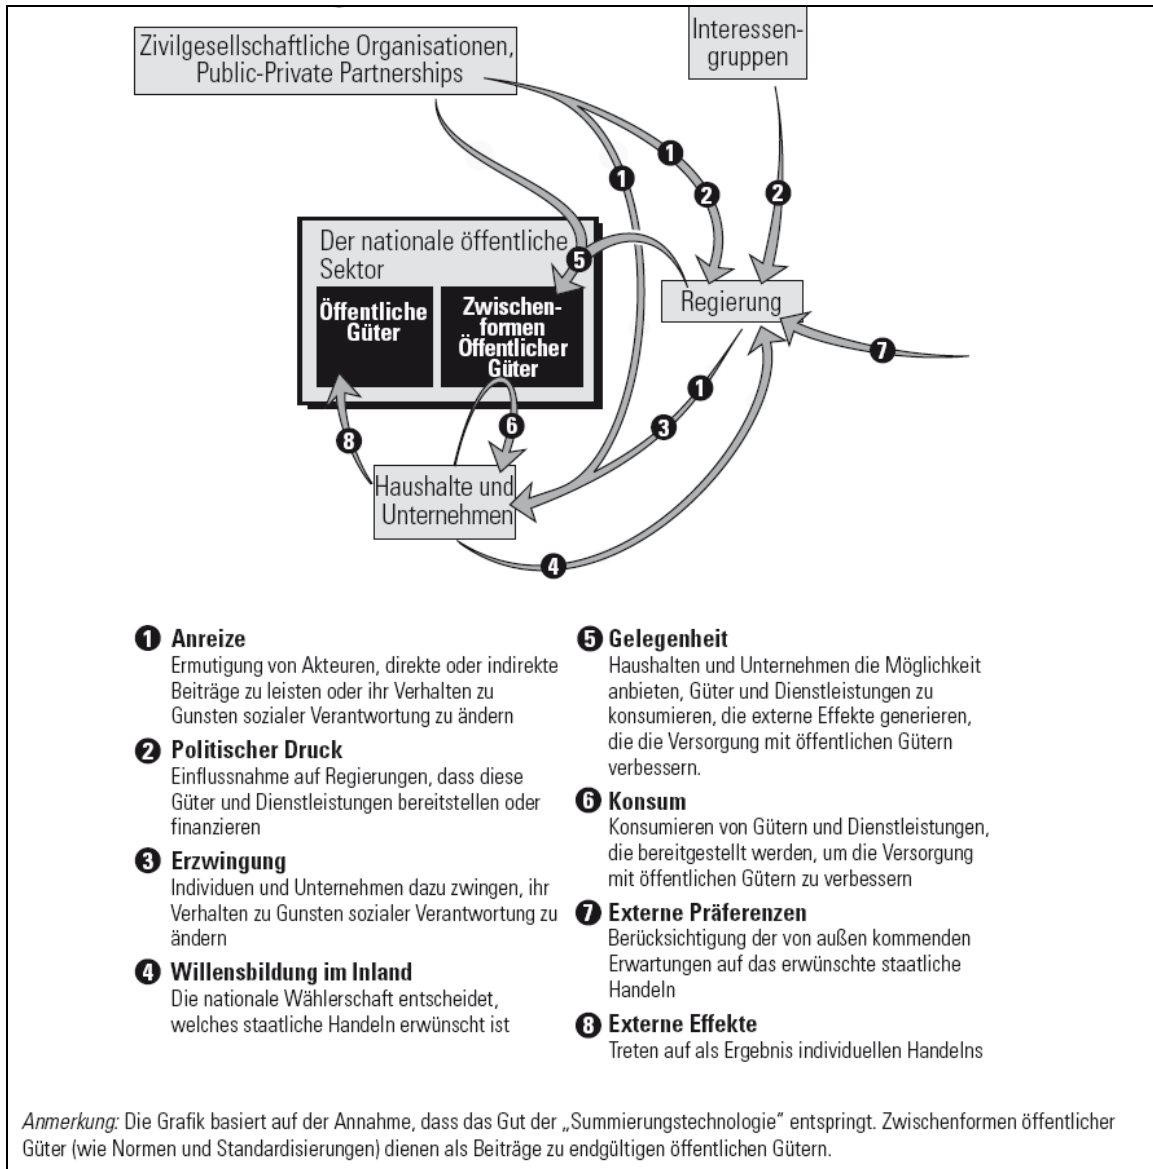 Zivilgesellschaftliche Organisationen,
Public-Private Partnerships
Interessen-
gruppen
1
1
2
2
Der nationale öffentliche
Sektor
5
Öffentliche
Güter
Zwischen-
formen
Öffentlicher
Güter
Regierung
7
1
6
3
8
Haushalte und
Unternehmen
4
1 Anreize
Ermutigung von Akteuren, direkte oder indirekte
Beiträge zu leisten oder ihr Verhalten zu
Gunsten sozialer Verantwortung zu ändern
2 Politischer Druck
Einflussnahme auf Regierungen, dass diese
Güter und Dienstleistungen bereitstellen oder
finanzieren
3 Erzwingung
Individuen und Unternehmen dazu zwingen, ihr
Verhalten zu Gunsten sozialer Verantwortung zu
ändern
4 Willensbildung im Inland
Die nationale Wählerschaft entscheidet,
welches staatliche Handeln erwünscht ist
5 Gelegenheit
Haushalten und Unternehmen die Möglichkeit
anbieten, Güter und Dienstleistungen zu
konsumieren, die externe Effekte generieren,
die die Versorgung mit öffentlichen Gütern
verbessern.
6 Konsum
Konsumieren von Gütern und Dienstleistungen,
die bereitgestellt werden, um die Versorgung
mit öffentlichen Gütern zu verbessern
7 Externe Präferenzen
Berücksichtigung der von außen kommenden
Erwartungen auf das erwünschte staatliche
Handeln
8 Externe Effekte
Treten auf als Ergebnis individuellen Handelns
Anmerkung: Die Grafik basiert auf der Annahme, dass das Gut der „Summierungstechnologie“ entspringt. Zwischenformen öffentlicher
Güter (wie Normen und Standardisierungen) dienen als Beiträge zu endgültigen öffentlichen Gütern.